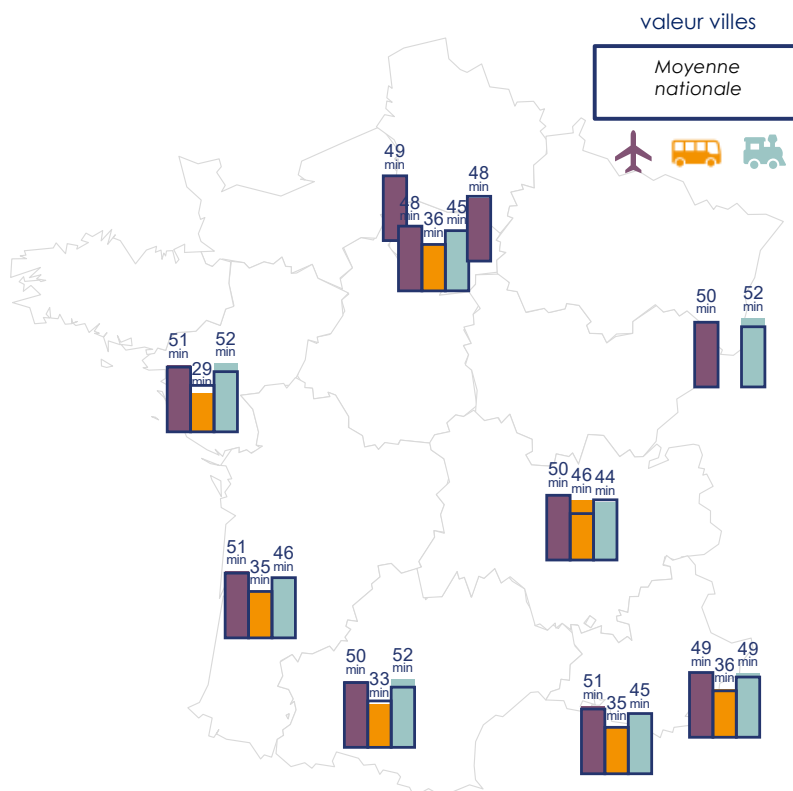 valeur villes
Moyenne
nationale
49
min
48
min
48
min
36
min
45
min
50
min
52
min
51
min
29
min
52
min
50
min
46
min
44
min
51
min
35
min
46
min
50
min
33
min
52
min
51
min
35
min
45
min
49
min
36
min
49
min